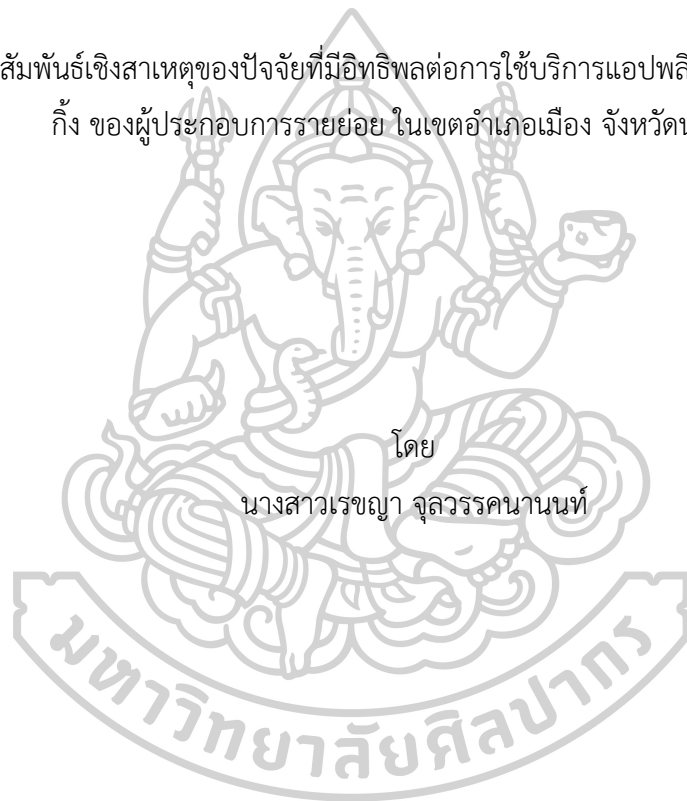 สัมพันธ์เชิงสาเหตุของปัจจัยที่มีอิทธิพลต่อการใช้บริการแอปพลิ
กิ้ง ของผู้ประกอบการรายย่อย ในเขตอำเภอเมือง จังหวัดน
โดย
นางสาวเรขญา จุลวรรคนานนท์
มหาวิทยาลัยศิลปากร